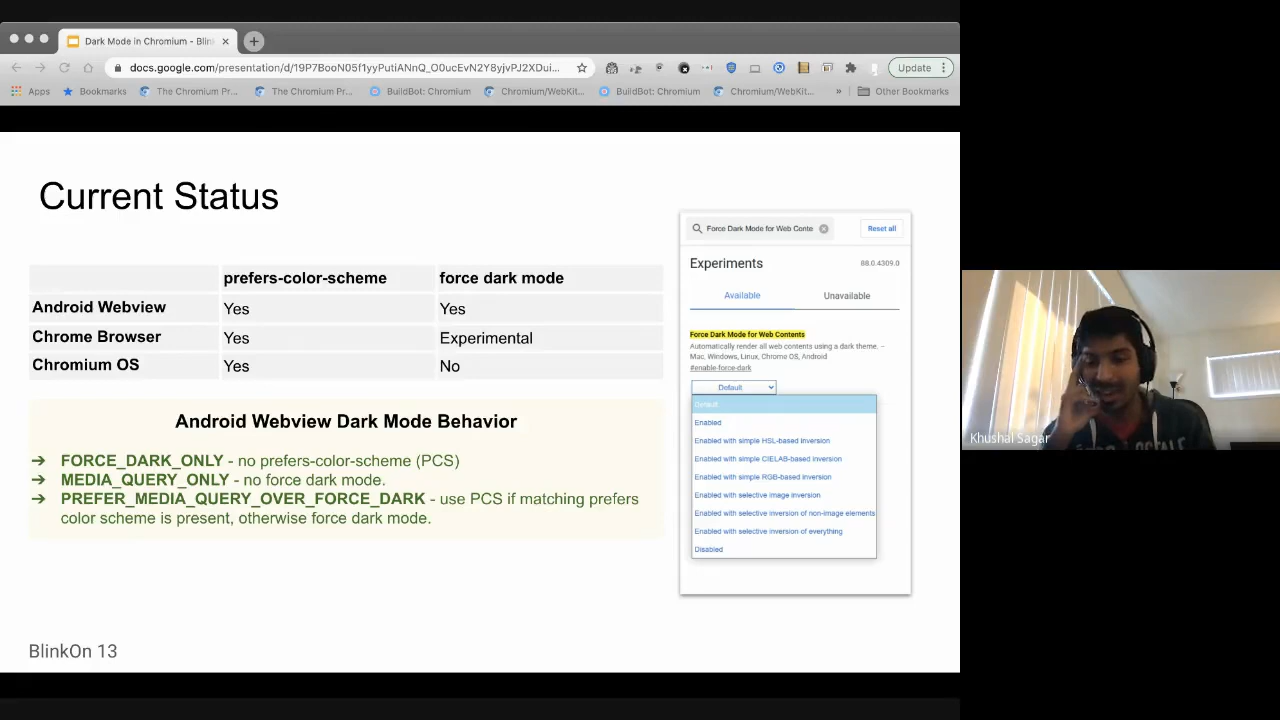 Dark Mode in Chromium - Blin
docs.google.com/presentation/d/19P7BooN05f1yyPutiANnQ_O0ucEvN2Y8yjvPJ2XDui...
Update
Apps
Bookmarks
The Chromium Pr...
The Chromium Pr...
BuildBot: Chromium
Chromium/WebKit...
BuildBot: Chromium
Chromium/WebKit...
»
Other Bookmarks
Current Status
prefers-color-scheme force dark mode
Android Webview Yes Yes
Chrome Browser Yes Experimental
Chromium OS Yes No
Android Webview Dark Mode Behavior
➔ FORCE_DARK_ONLY - no prefers-color-scheme (PCS)
➔ MEDIA_QUERY_ONLY - no force dark mode.
➔ PREFER_MEDIA_QUERY_OVER_FORCE_DARK - use PCS if matching prefers
color scheme is present, otherwise force dark mode.
BlinkOn 13
Force Dark Mode for Web Conte
Reset all
Experiments 88.0.4309.0
Available Unavailable
Force Dark Mode for Web Contents
Automatically render all web contents using a dark theme. –
Mac, Windows, Linux, Chrome OS, Android
#enable-force-dark
Default
Default
Enabled
Enabled with simple HSL-based inversion
Enabled with simple CIELAB-based inversion
Enabled with simple RGB-based inversion
Enabled with selective image inversion
Enabled with selective inversion of non-image elements
Enabled with selective inversion of everything
Disabled
Khushal Sagar